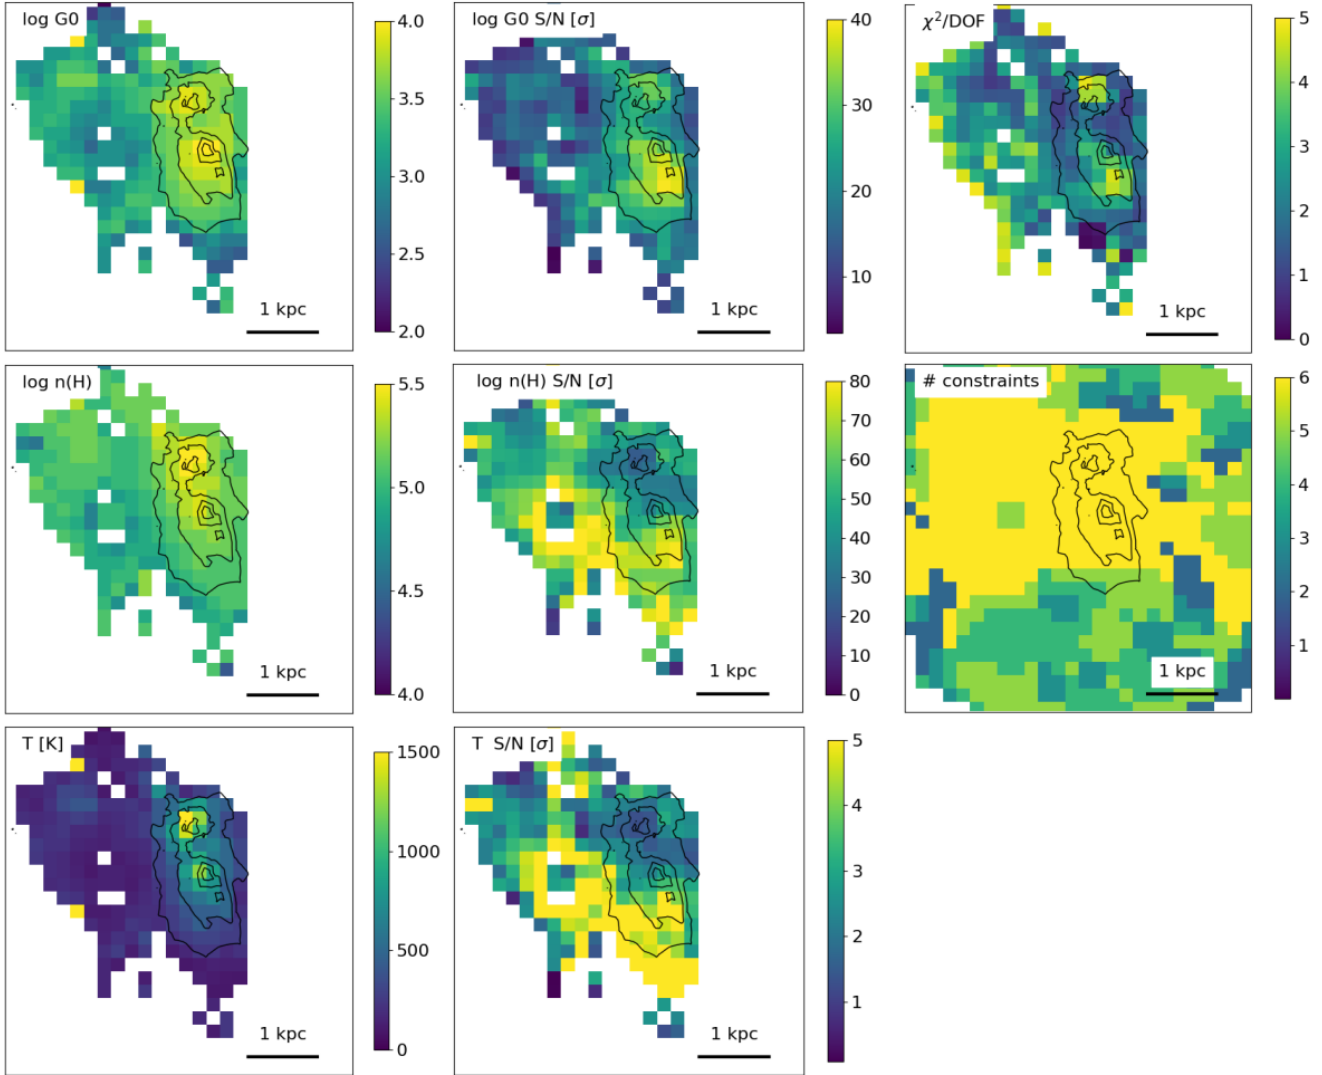 log G0
4.0
3.5
3.0
2.5
2.0
1 kpc
log G0 S/N [σ]
40
30
20
10
1 kpc
χ²/DOF
5
4
3
2
1
0
1 kpc
log n(H)
5.5
5.0
4.5
4.0
1 kpc
log n(H) S/N [σ]
80
70
60
50
40
30
20
10
0
1 kpc
# constraints
6
5
4
3
2
1
1 kpc
T [K]
1500
1000
500
0
1 kpc
T S/N [σ]
5
4
3
2
1
1 kpc